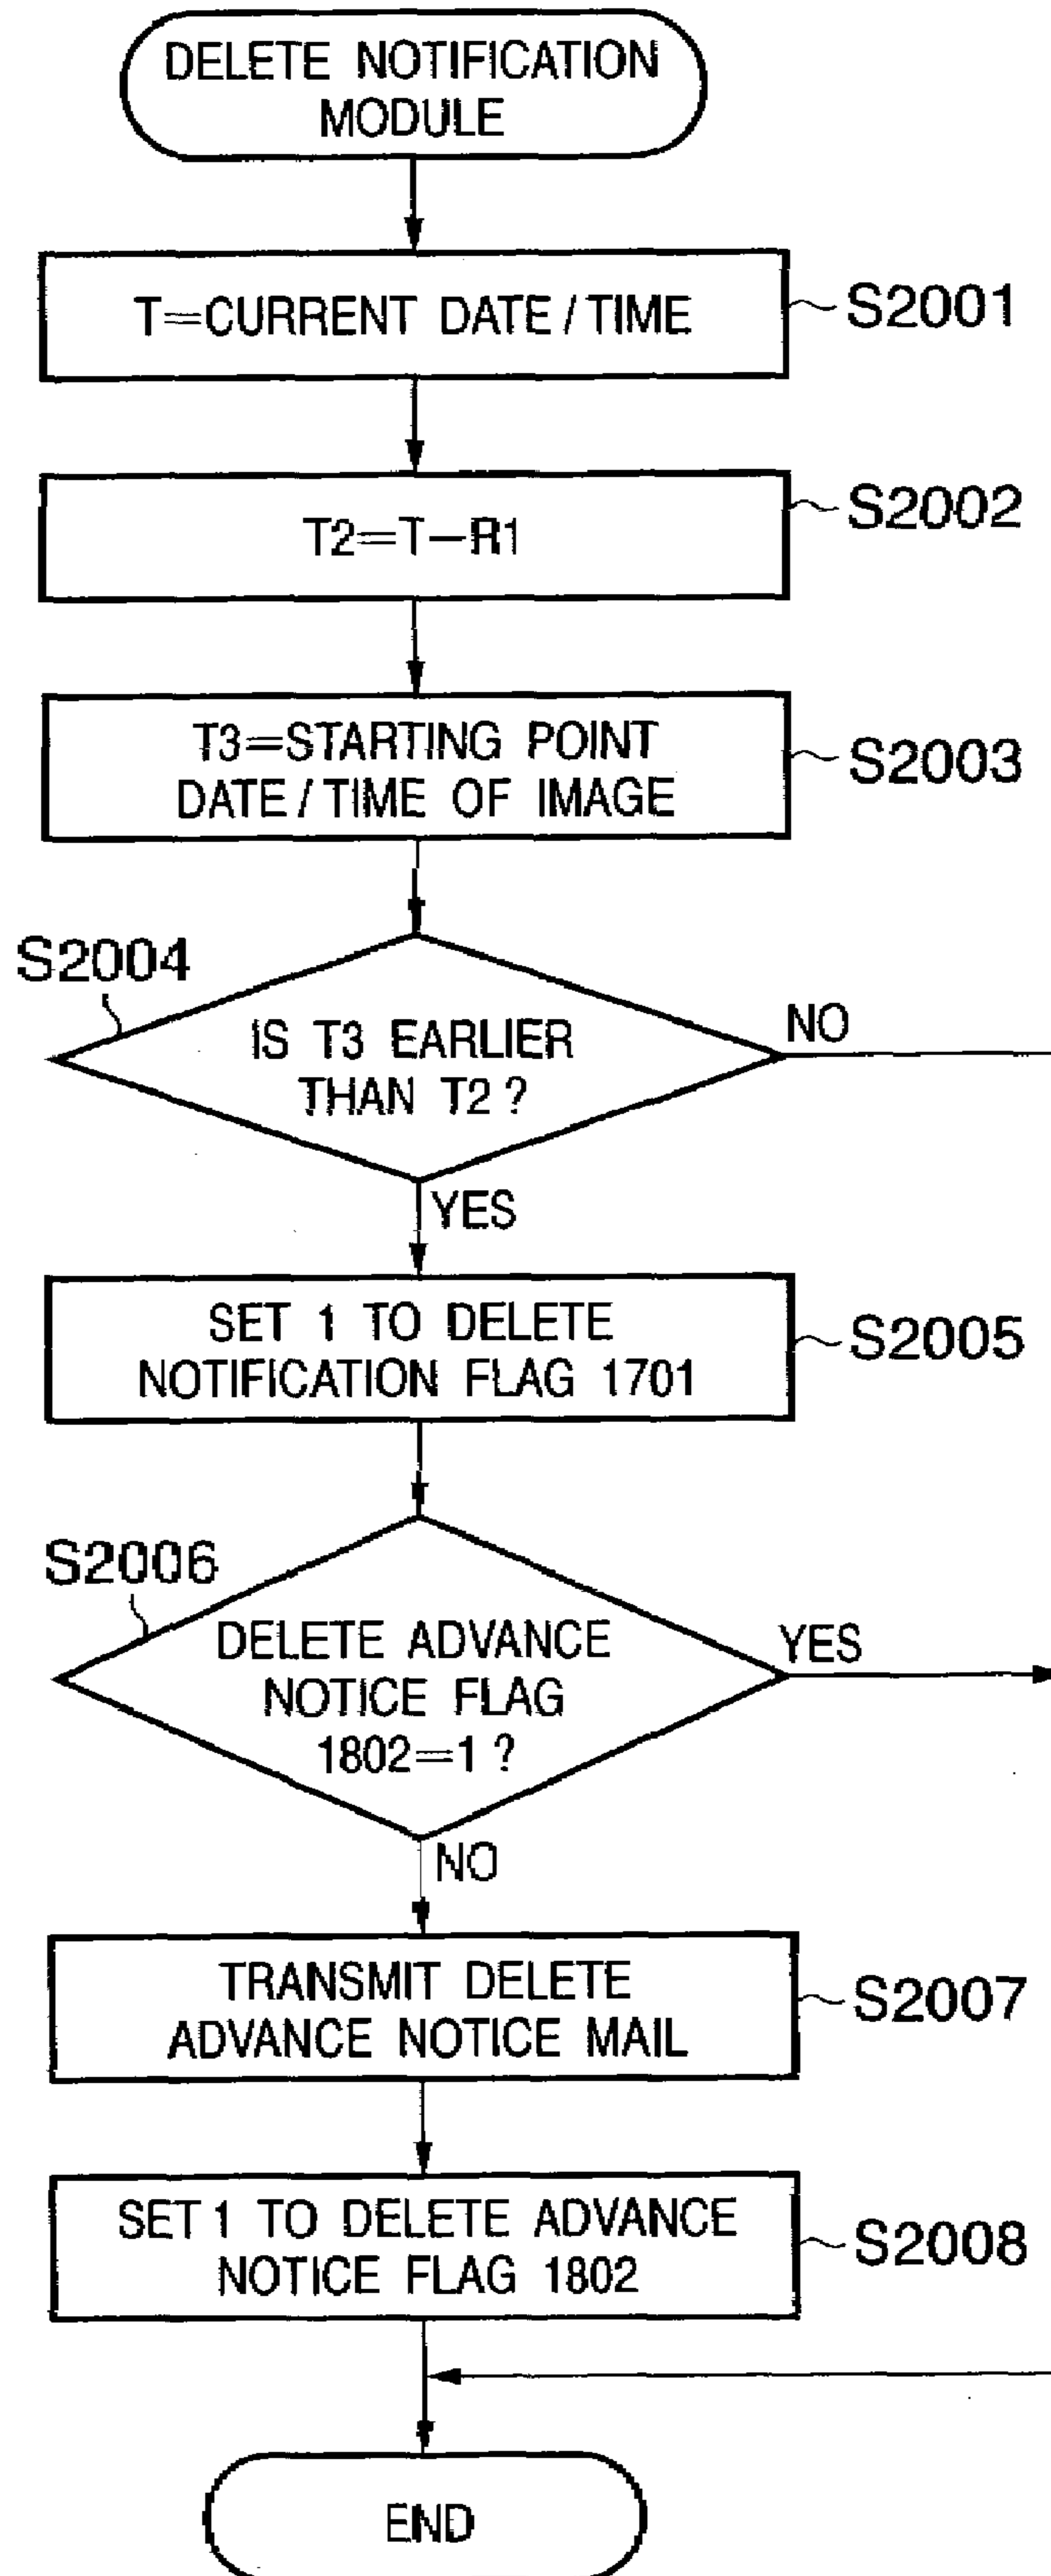 DELETE NOTIFICATION
MODULE
T=CURRENT DATE/TIME
S2001
T2=T-R1
S2002
T3=STARTING POINT
DATE/TIME OF IMAGE
S2003
S2004
IS T3 EARLIER
THAN T2?
NO
YES
SET 1 TO DELETE
NOTIFICATION FLAG 1701
S2005
S2006
DELETE ADVANCE
NOTICE FLAG
1802=1?
YES
NO
TRANSMIT DELETE
ADVANCE NOTICE MAIL
S2007
SET 1 TO DELETE ADVANCE
NOTICE FLAG 1802
S2008
END